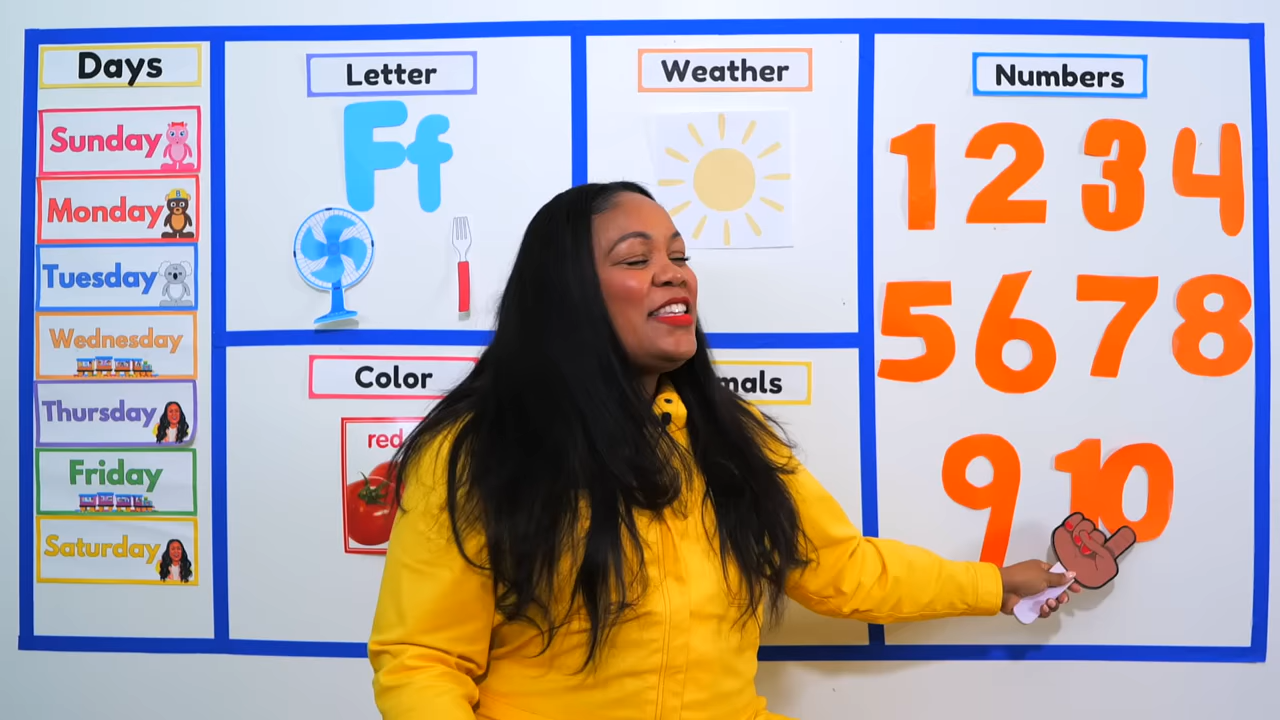 Days
Sunday
Monday
Tuesday
Wednesday
Thursday
Friday
Saturday
Letter
Ff
Color
red
Weather
Numbers
1 2 3 4
5 6 7 8
9 10